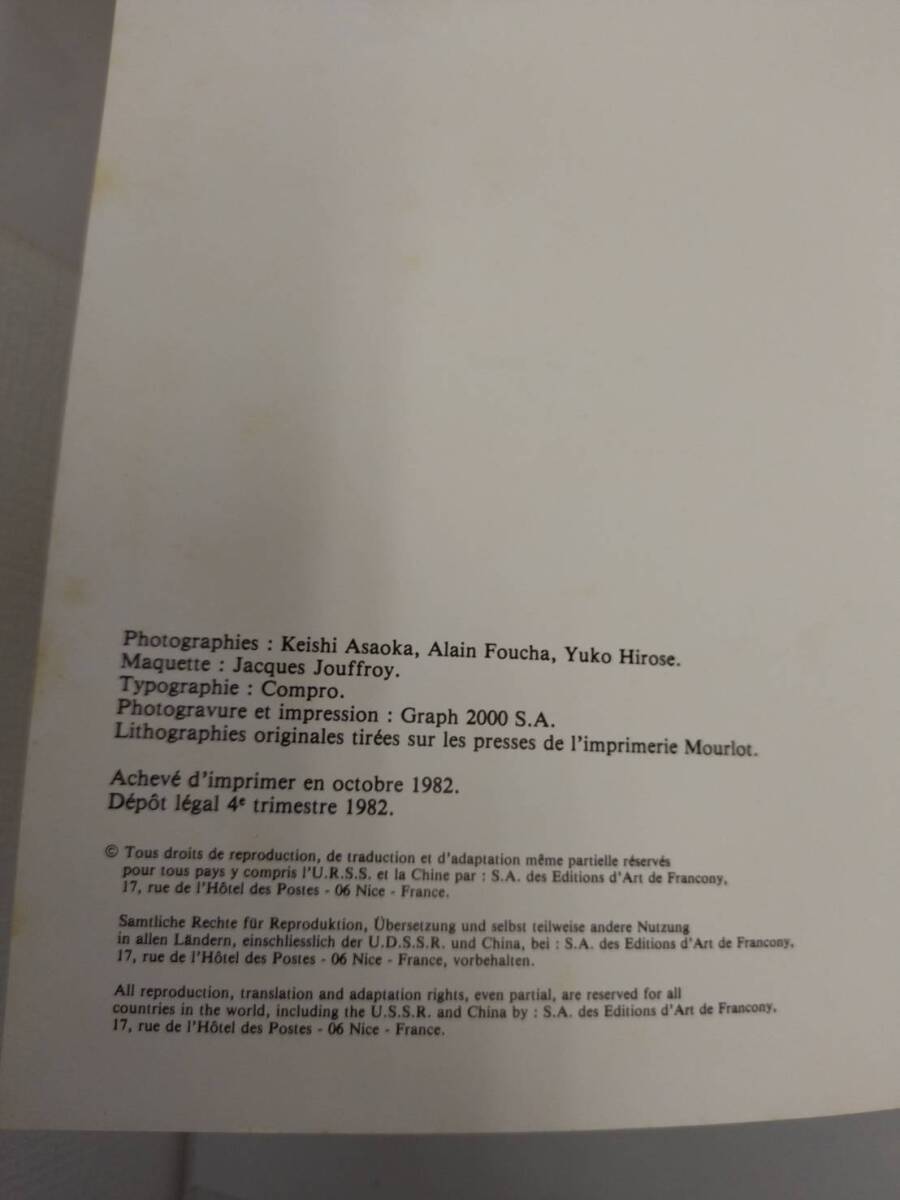 Photographies : Keishi Asaoka, Alain Foucha, Yuko Hirose.
Maquette : Jacques Jouffroy.
Typographie : Compro.
Photogravure et impression : Graph 2000 S.A.
Lithographies originales tirées sur les presses de l'imprimerie Mourlot.
Achevé d'imprimer en octobre 1982.
Dépôt légal 4e trimestre 1982.
© Tous droits de reproduction, de traduction et d'adaptation même partielle réservés
pour tous pays y compris l'U.R.S.S. et la Chine par : S.A. des Editions d'Art de Francony,
17, rue de l'Hôtel des Postes - 06 Nice - France.
Samtliche Rechte für Reproduktion, Übersetzung und selbst teilweise andere Nutzung
in allen Ländern, einschliesslich der U.D.S.S.R. und China, bei : S.A. des Editions d'Art de Francony,
17, rue de l'Hôtel des Postes - 06 Nice - France, vorbehalten.
All reproduction, translation and adaptation rights, even partial, are reserved for all
countries in the world, including the U.S.S.R. and China by : S.A. des Editions d'Art de Francony,
17, rue de l'Hôtel des Postes - 06 Nice - France.